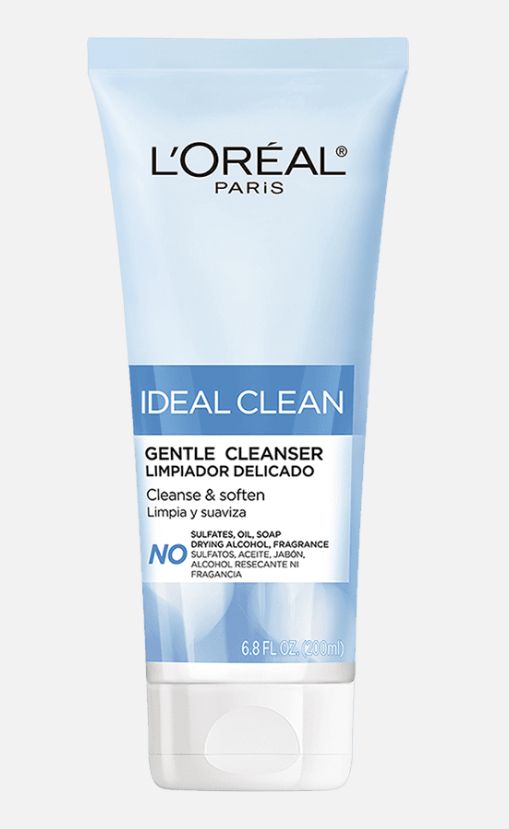 L'ORÉAL®
PARiS
IDEAL CLEAN
GENTLE CLEANSER
LIMPIADOR DELICADO
Cleanse & soften
Limpia y suaviza
NO
SULFATES, OIL, SOAP
DRYING ALCOHOL, FRAGRANCE
SULFATOS, ACEITE, JABÓN,
ALCOHOL RESECANTE NI
FRAGANCIA
6.8 FL OZ. (200ml)